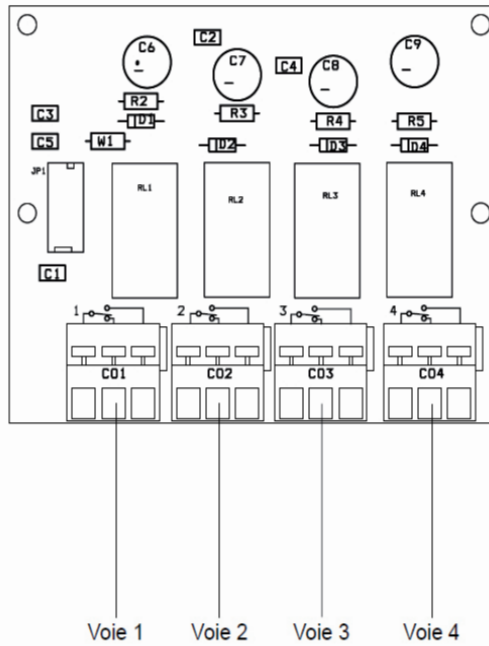 C6 C2 C7 C4 C8 C9
R2 R3 R4 R5
C3 D1
C5 W1 D2 D3 D4
JP1 RL1 RL2 RL3 RL4
C1
1 2 3 4
CO1 CO2 CO3 CO4
Voie 1 Voie 2 Voie 3 Voie 4